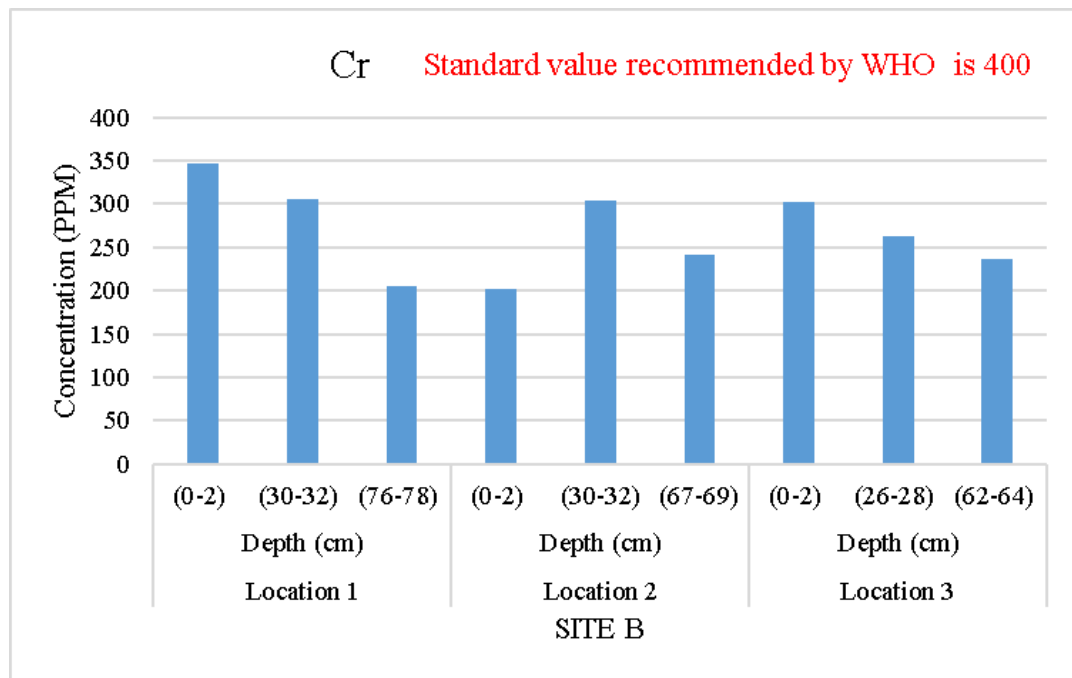 Cr Standard value recommended by WHO is 400
Concentration (PPM)
400
350
300
250
200
150
100
50
0
(0-2) (30-32) (76-78) (0-2) (30-32) (67-69) (0-2) (26-28) (62-64)
Depth (cm) Depth (cm) Depth (cm)
Location 1 Location 2 Location 3
SITE B